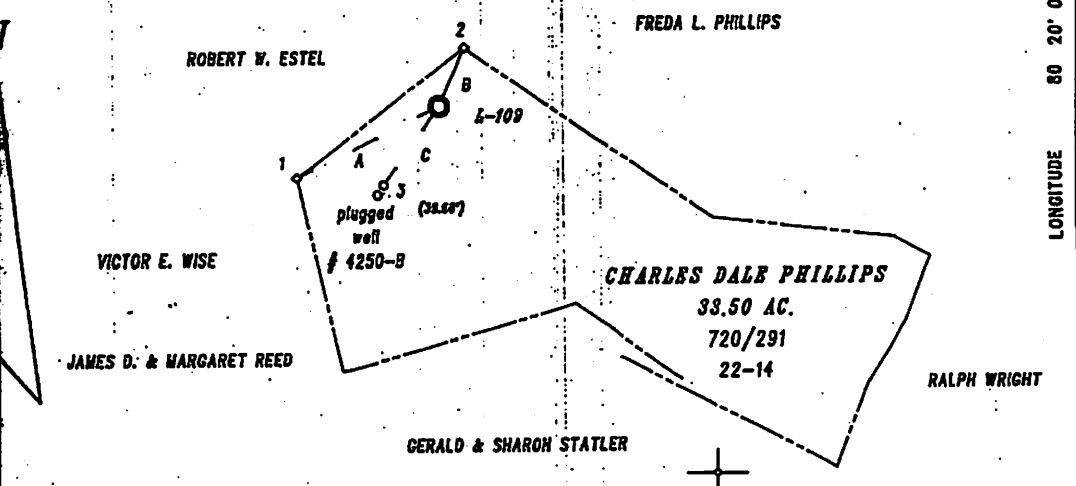 FREDA L. PHILLIPS
2
ROBERT W. ESTEL
B
L-109
A
C
1
3
plugged
well
# 4250-B
VICTOR E. WISE
CHARLES DALE PHILLIPS
33.50 AC.
720/291
22-14
JAMES D. & MARGARET REED
RALPH WRIGHT
GERALD & SHARON STATLER
LONGITUDE 80 20'